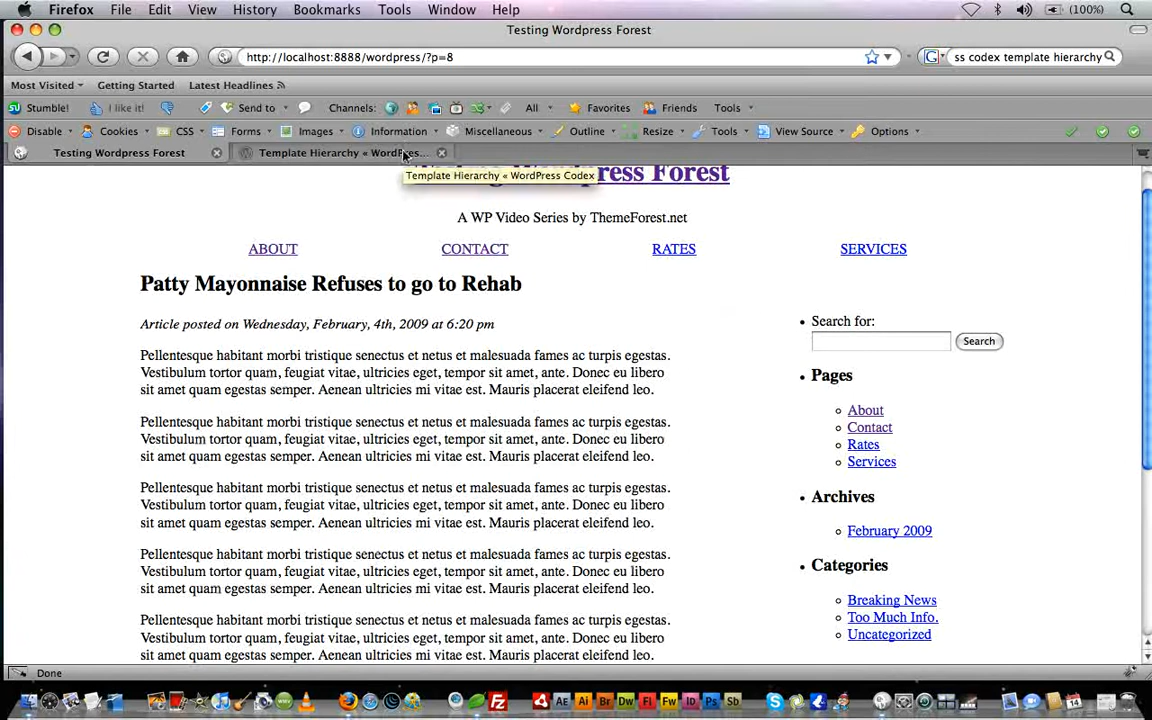 Firefox File Edit View History Bookmarks Tools Window Help (100%)
Testing Wordpress Forest
http://localhost:8888/wordpress/?p=8 ss codex template hierarchy
Most Visited Getting Started Latest Headlines
Stumble! I like it! Send to Channels: All Favorites Friends Tools
Disable Cookies CSS Forms Images Information Miscellaneous Outline Resize Tools View Source Options
Testing Wordpress Forest Template Hierarchy « WordPres...
Forest
Template Hierarchy « WordPress Codex
A WP Video Series by ThemeForest.net
ABOUT CONTACT RATES SERVICES
Patty Mayonnaise Refuses to go to Rehab
Article posted on Wednesday, February, 4th, 2009 at 6:20 pm
Pellentesque habitant morbi tristique senectus et netus et malesuada fames ac turpis egestas.
Vestibulum tortor quam, feugiat vitae, ultricies eget, tempor sit amet, ante. Donec eu libero
sit amet quam egestas semper. Aenean ultricies mi vitae est. Mauris placerat eleifend leo.
Pellentesque habitant morbi tristique senectus et netus et malesuada fames ac turpis egestas.
Vestibulum tortor quam, feugiat vitae, ultricies eget, tempor sit amet, ante. Donec eu libero
sit amet quam egestas semper. Aenean ultricies mi vitae est. Mauris placerat eleifend leo.
Pellentesque habitant morbi tristique senectus et netus et malesuada fames ac turpis egestas.
Vestibulum tortor quam, feugiat vitae, ultricies eget, tempor sit amet, ante. Donec eu libero
sit amet quam egestas semper. Aenean ultricies mi vitae est. Mauris placerat eleifend leo.
Pellentesque habitant morbi tristique senectus et netus et malesuada fames ac turpis egestas.
Vestibulum tortor quam, feugiat vitae, ultricies eget, tempor sit amet, ante. Donec eu libero
sit amet quam egestas semper. Aenean ultricies mi vitae est. Mauris placerat eleifend leo.
Pellentesque habitant morbi tristique senectus et netus et malesuada fames ac turpis egestas.
Vestibulum tortor quam, feugiat vitae, ultricies eget, tempor sit amet, ante. Donec eu libero
sit amet quam egestas semper. Aenean ultricies mi vitae est. Mauris placerat eleifend leo.
Search for:
Search
Pages
About
Contact
Rates
Services
Archives
February 2009
Categories
Breaking News
Too Much Info.
Uncategorized
Done
Ae Ai Br Dw Fl Fw Ps Sb
14